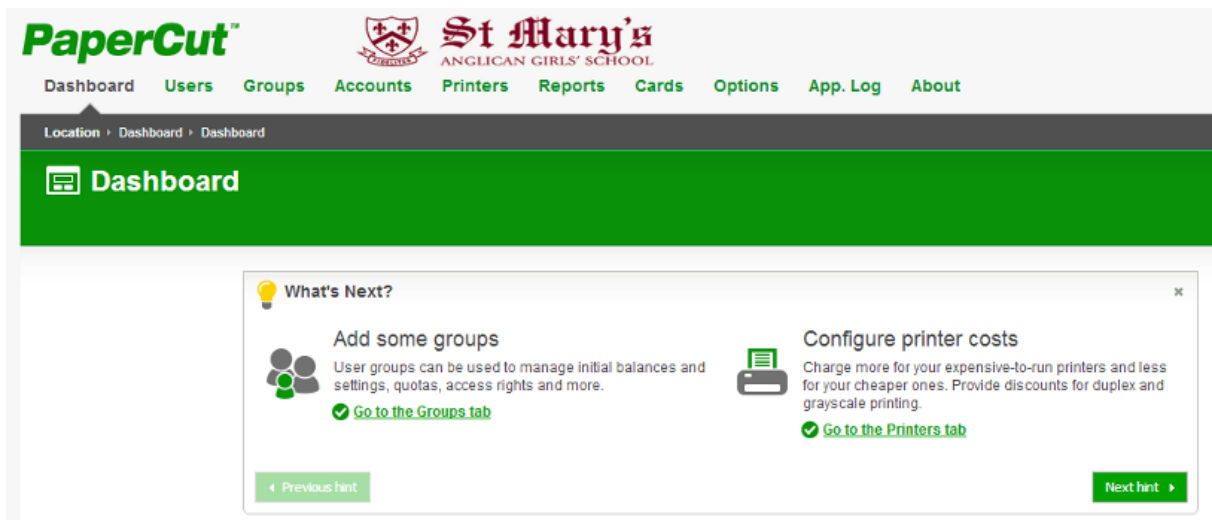 PaperCut™
St Mary's
ANGLICAN GIRLS' SCHOOL
Dashboard Users Groups Accounts Printers Reports Cards Options App. Log About
Location › Dashboard › Dashboard
Dashboard
What's Next?
Add some groups
User groups can be used to manage initial balances and
settings, quotas, access rights and more.
Go to the Groups tab
Configure printer costs
Charge more for your expensive-to-run printers and less
for your cheaper ones. Provide discounts for duplex and
grayscale printing.
Go to the Printers tab
Previous hint
Next hint